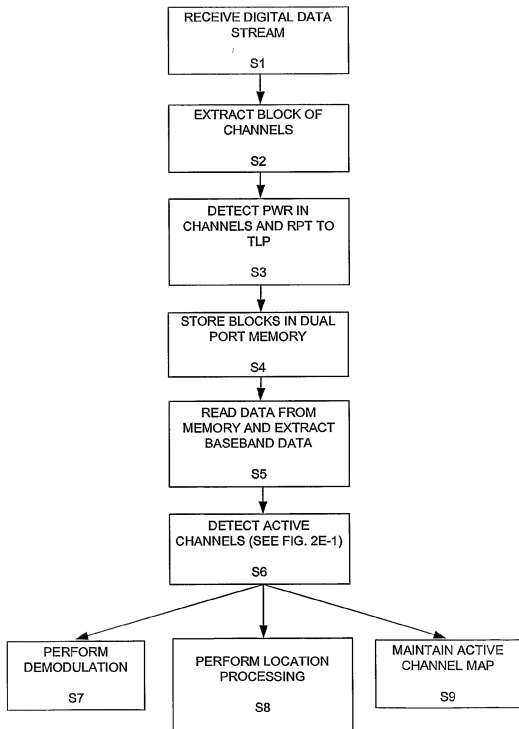 RECEIVE DIGITAL DATA
STREAM
S1
EXTRACT BLOCK OF
CHANNELS
S2
DETECT PWR IN
CHANNELS AND RPT TO
TLP
S3
STORE BLOCKS IN DUAL
PORT MEMORY
S4
READ DATA FROM
MEMORY AND EXTRACT
BASEBAND DATA
S5
DETECT ACTIVE
CHANNELS (SEE FIG. 2E-1)
S6
PERFORM
DEMODULATION
S7
PERFORM LOCATION
PROCESSING
S8
MAINTAIN ACTIVE
CHANNEL MAP
S9